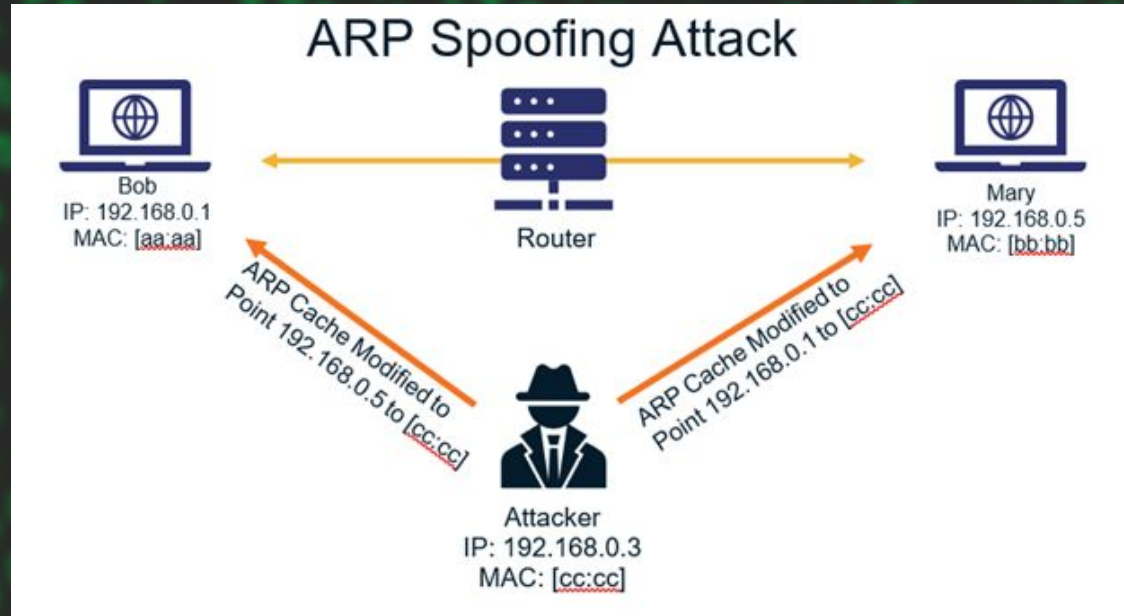 ARP Spoofing Attack
Bob
IP: 192.168.0.1
MAC: [aa:aa]
Router
Mary
IP: 192.168.0.5
MAC: [bb:bb]
ARP Cache Modified to
Point 192.168.0.5 to [cc:cc]
ARP Cache Modified to
Point 192.168.0.1 to [cc:cc]
Attacker
IP: 192.168.0.3
MAC: [cc:cc]